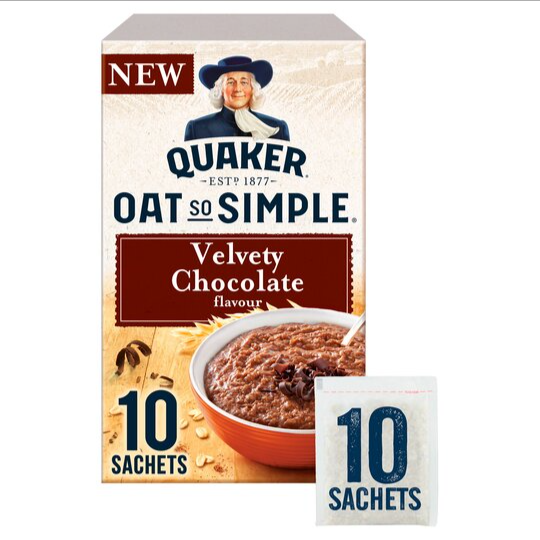 NEW
QUAKER
ESTD 1877
OAT SO SIMPLE
Velvety
Chocolate
flavour
10
SACHETS
10
SACHETS